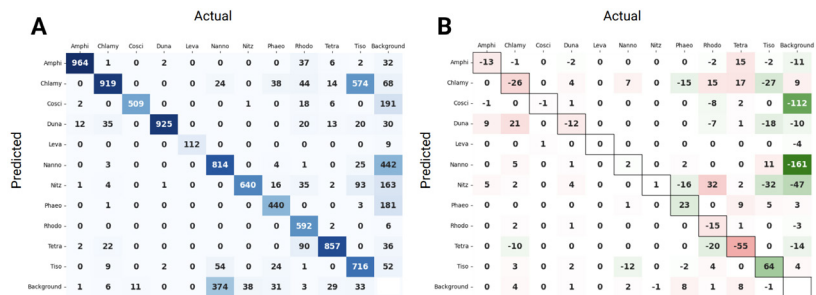 A
Actual
Amphi Chlamy Cosci Duna Leva Nanno Nitz Phaeo Rhodo Tetra Tiso Background
Predicted
Amphi 964 1 0 2 0 0 0 0 37 6 2 32
Chlamy 0 919 0 0 0 24 0 38 44 14 574 68
Cosci 2 0 509 0 0 0 1 0 18 6 0 191
Duna 12 35 0 925 0 0 0 0 20 13 20 30
Leva 0 0 0 0 112 0 0 0 0 0 0 9
Nanno 0 3 0 0 0 814 0 4 1 0 25 442
Nitz 1 4 0 1 0 0 640 16 35 2 93 163
Phaeo 0 1 0 0 0 0 0 440 0 0 3 181
Rhodo 0 0 0 0 0 0 0 0 592 2 0 6
Tetra 2 22 0 0 0 0 0 0 90 857 0 36
Tiso 0 9 0 2 0 54 0 24 1 0 716 52
Background 1 6 11 0 0 374 38 31 3 29 33
B
Actual
Amphi Chlamy Cosci Duna Leva Nanno Nitz Phaeo Rhodo Tetra Tiso Background
Predicted
Amphi -13 -1 0 -2 0 0 0 0 -2 15 -2 -11
Chlamy 0 -26 0 4 0 7 0 -15 15 17 -27 9
Cosci -1 0 -1 1 0 0 0 0 -8 2 0 -112
Duna 9 21 0 -12 0 0 0 0 -7 1 -18 -10
Leva 0 0 1 0 0 0 0 0 0 0 0 -4
Nanno 0 5 0 1 0 2 0 2 0 0 11 -161
Nitz 5 2 0 4 0 0 1 -16 32 2 -32 -47
Phaeo 0 0 0 0 0 1 0 23 0 9 5 3
Rhodo 0 2 0 1 0 0 0 0 -15 1 0 -3
Tetra 0 -10 0 0 0 0 0 0 -20 -55 0 -14
Tiso 0 3 0 2 0 -12 0 -2 4 0 64 4
Background 0 4 0 1 0 2 -1 8 1 8 -1